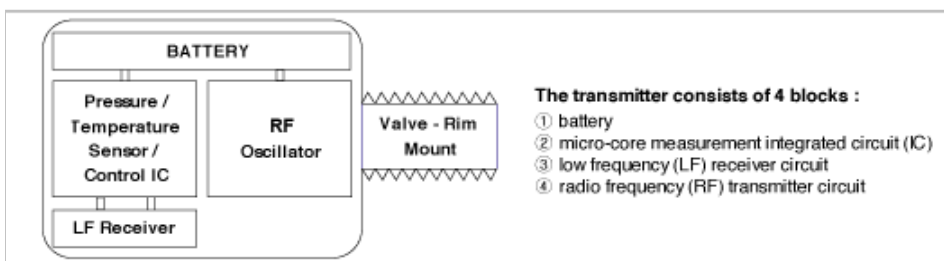 BATTERY
Pressure /
Temperature
Sensor /
Control IC
RF
Oscillator
Valve - Rim
Mount
LF Receiver
The transmitter consists of 4 blocks :
① battery
② micro-core measurement integrated circuit (IC)
③ low frequency (LF) receiver circuit
④ radio frequency (RF) transmitter circuit